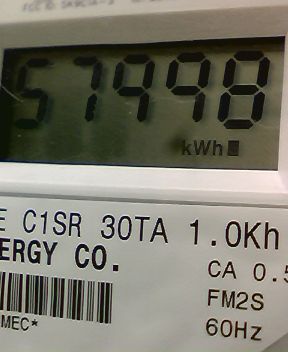 57998
kWh
E C1SR 30TA 1.0Kh
ERGY CO.
CA 0.5
FM2S
60Hz
MEC*